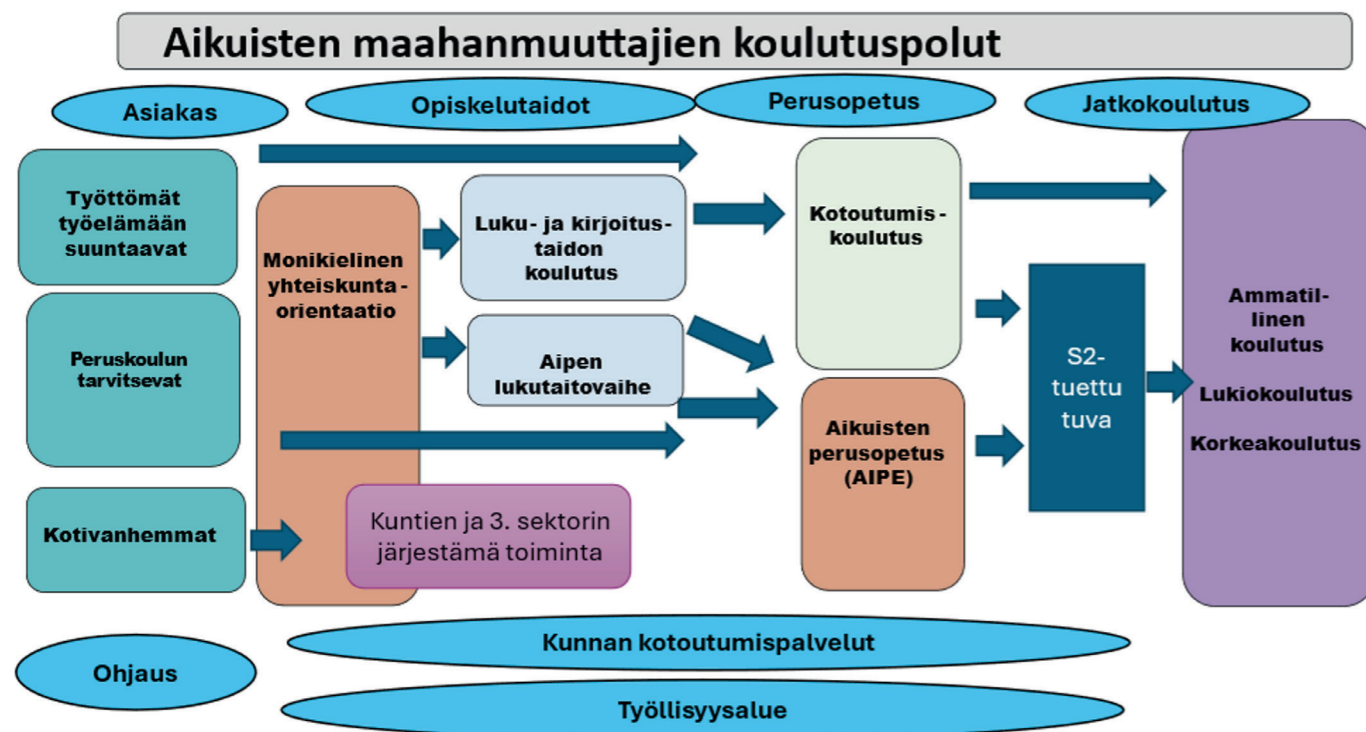 Aikuisten maahanmuuttajien koulutuspolut
Asiakas
Opiskelutaidot
Perusopetus
Jatkokoulutus
Työttömät
työelämään
suuntaavat
Peruskoulun
tarvitsevat
Kotivanhemmat
Monikielinen
yhteiskunta-
orientaatio
Luku- ja kirjoitus-
taidon
koulutus
Aipen
lukutaitovaihe
Kuntien ja 3. sektorin
järjestämä toiminta
Kotoutumis-
koulutus
Aikuisten
perusopetus
(AIPE)
S2-
tuettu
tuva
Ammatil-
linen
koulutus
Lukiokoulutus
Korkeakoulutus
Ohjaus
Kunnan kotoutumispalvelut
Työllisyysalue